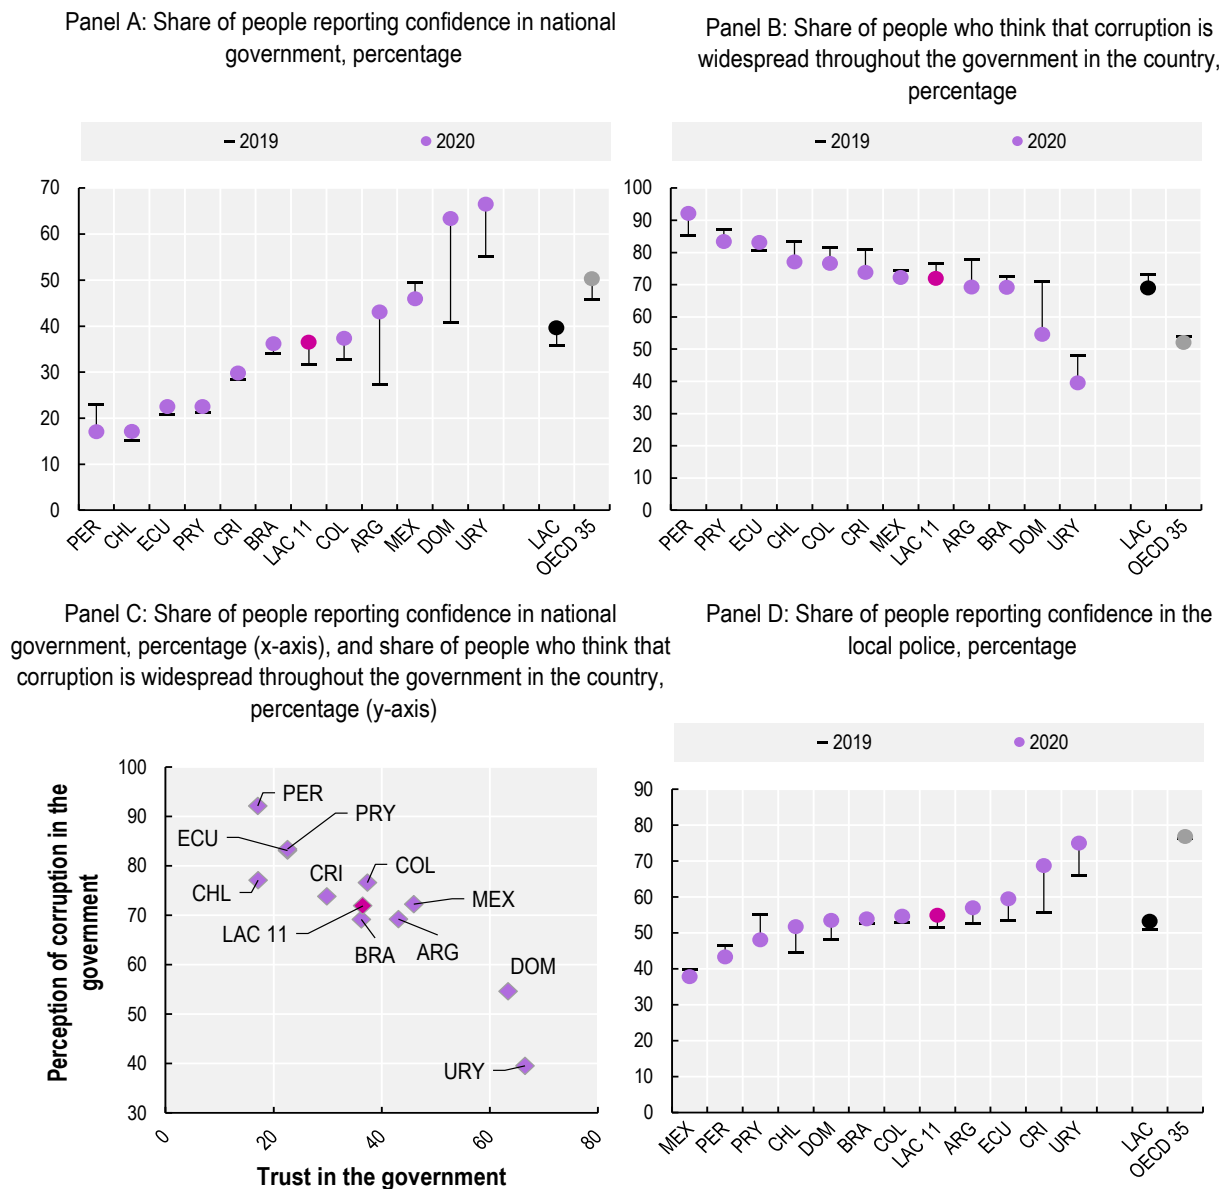 Panel A: Share of people reporting confidence in national
government, percentage
2019
2020
70
60
50
40
30
20
10
0
PER
CHL
ECU
PRY
CRI
BRA
LAC 11
COL
ARG
MEX
DOM
URY
LAC
OECD 35
Panel B: Share of people who think that corruption is
widespread throughout the government in the country,
percentage
2019
2020
100
90
80
70
60
50
40
30
20
10
0
PER
PRY
ECU
CHL
COL
CRI
MEX
LAC 11
ARG
BRA
DOM
URY
LAC
OECD 35
Panel C: Share of people reporting confidence in national
government, percentage (x-axis), and share of people who think that
corruption is widespread throughout the government in the country,
percentage (y-axis)
Perception of corruption in the
government
100
90
80
70
60
50
40
30
PER
PRY
ECU
CRI
COL
CHL
MEX
LAC 11
BRA
ARG
DOM
URY
0
20
40
60
80
Trust in the government
Panel D: Share of people reporting confidence in the
local police, percentage
2019
2020
90
80
70
60
50
40
30
20
10
0
MEX
PER
PRY
CHL
DOM
BRA
COL
LAC 11
ARG
ECU
CRI
URY
LAC
OECD 35